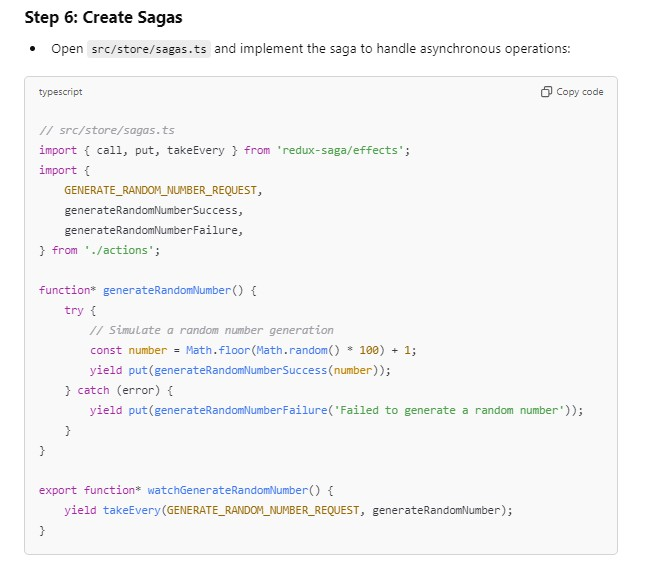 Step 6: Create Sagas
• Open src/store/sagas.ts and implement the saga to handle asynchronous operations:
typescript Copy code
// src/store/sagas.ts
import { call, put, takeEvery } from 'redux-saga/effects';
import {
    GENERATE_RANDOM_NUMBER_REQUEST,
    generateRandomNumberSuccess,
    generateRandomNumberFailure,
} from './actions';
function* generateRandomNumber() {
    try {
        // Simulate a random number generation
        const number = Math.floor(Math.random() * 100) + 1;
        yield put(generateRandomNumberSuccess(number));
    } catch (error) {
        yield put(generateRandomNumberFailure('Failed to generate a random number'));
    }
}
export function* watchGenerateRandomNumber() {
    yield takeEvery(GENERATE_RANDOM_NUMBER_REQUEST, generateRandomNumber);
}